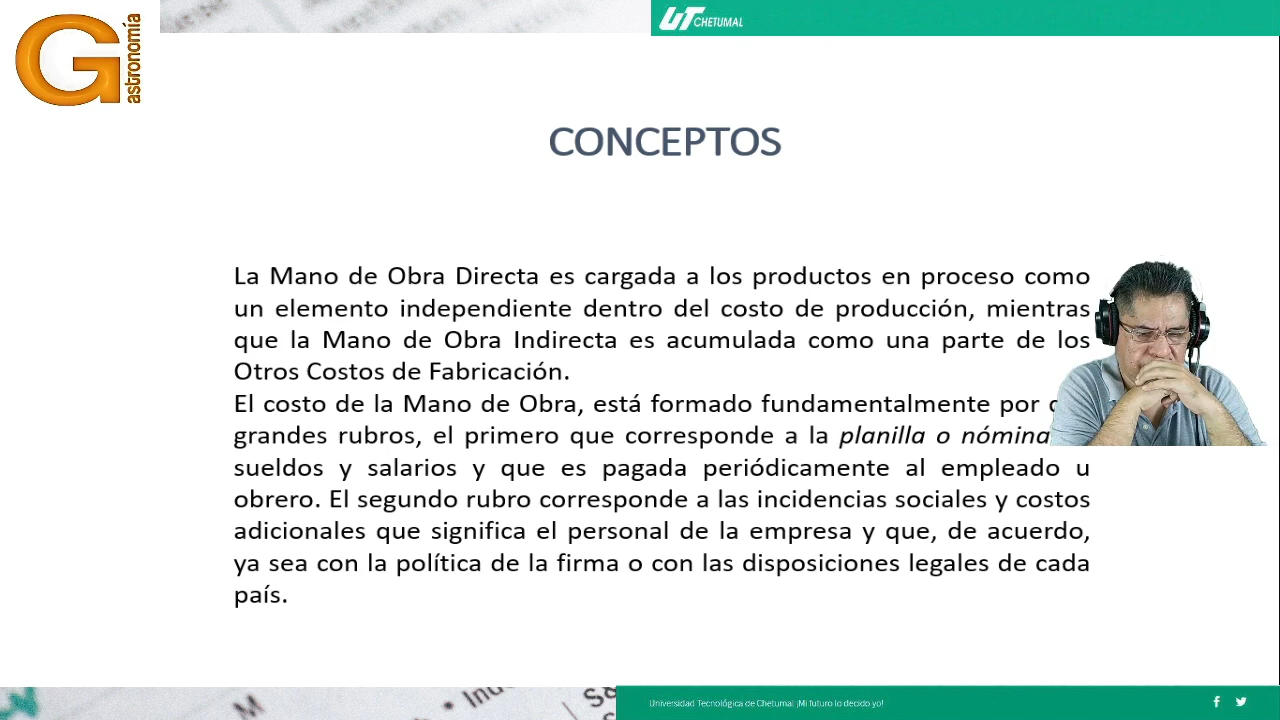 G
astronomía
UT CHETUMAL
CONCEPTOS
La Mano de Obra Directa es cargada a los productos en proceso como
un elemento independiente dentro del costo de producción, mientras
que la Mano de Obra Indirecta es acumulada como una parte de los
Otros Costos de Fabricación.
El costo de la Mano de Obra, está formado fundamentalmente por
grandes rubros, el primero que corresponde a la planilla o nómina
sueldos y salarios y que es pagada periódicamente al empleado u
obrero. El segundo rubro corresponde a las incidencias sociales y costos
adicionales que significa el personal de la empresa y que, de acuerdo,
ya sea con la política de la firma o con las disposiciones legales de cada
país.
Universidad Tecnológica de Chetumal ¡Mi futuro lo decido yo!